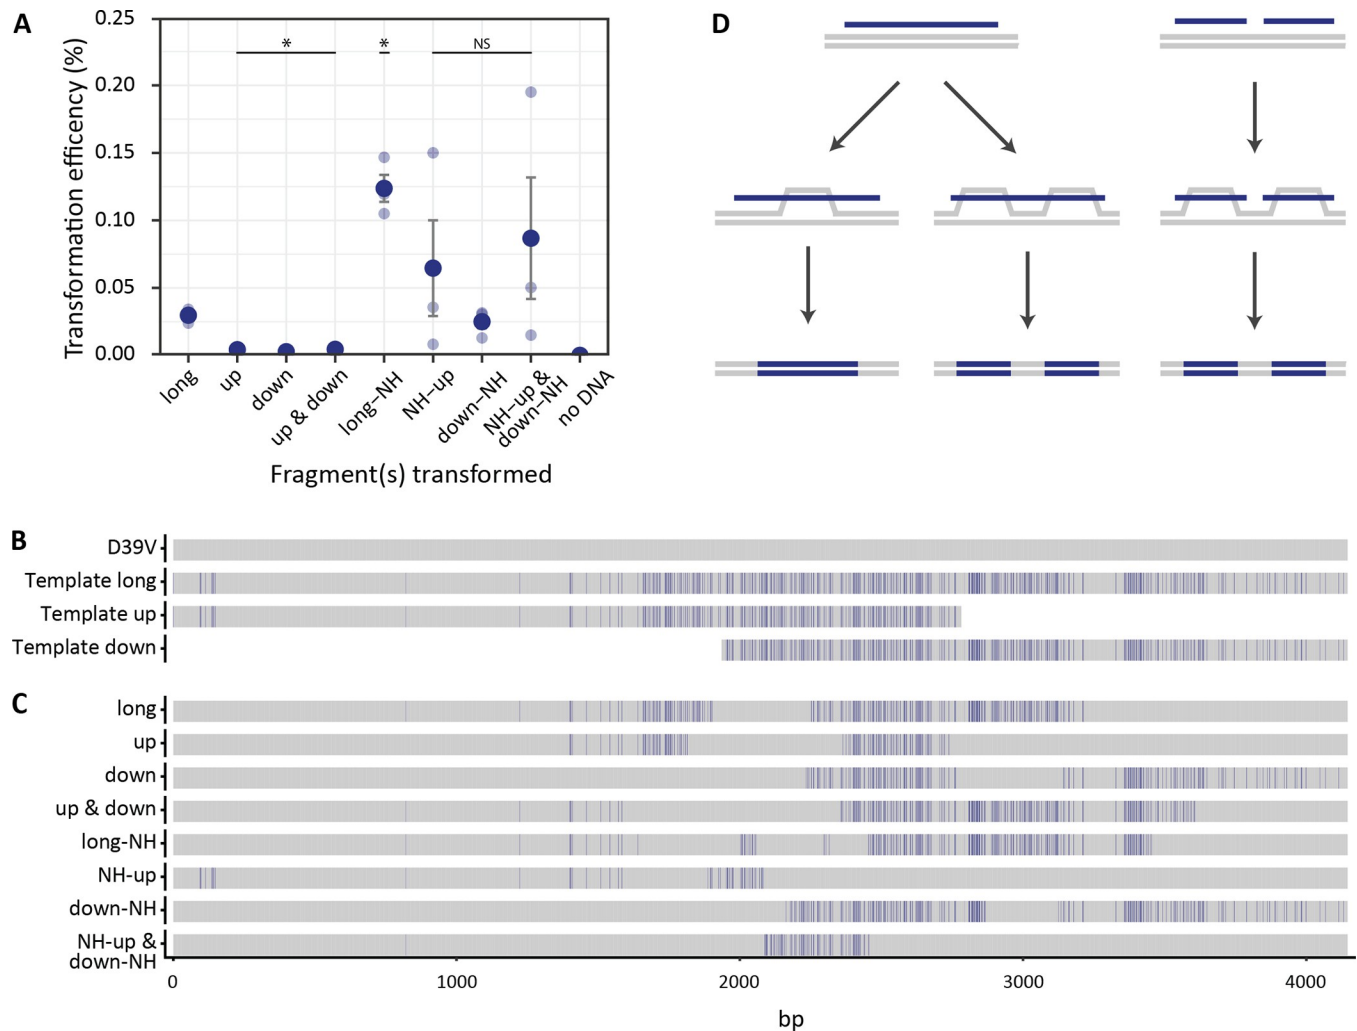 A
0.25
0.20
0.15
0.10
0.05
0.00
Transformation efficency (%)
*
*
NS
long
up
down
up & down
long–NH
NH–up
down–NH
NH–up &
down–NH
no DNA
Fragment(s) transformed
D
B
D39V
Template long
Template up
Template down
C
long
up
down
up & down
long-NH
NH-up
down-NH
NH-up &
down-NH
0
1000
2000
3000
4000
bp